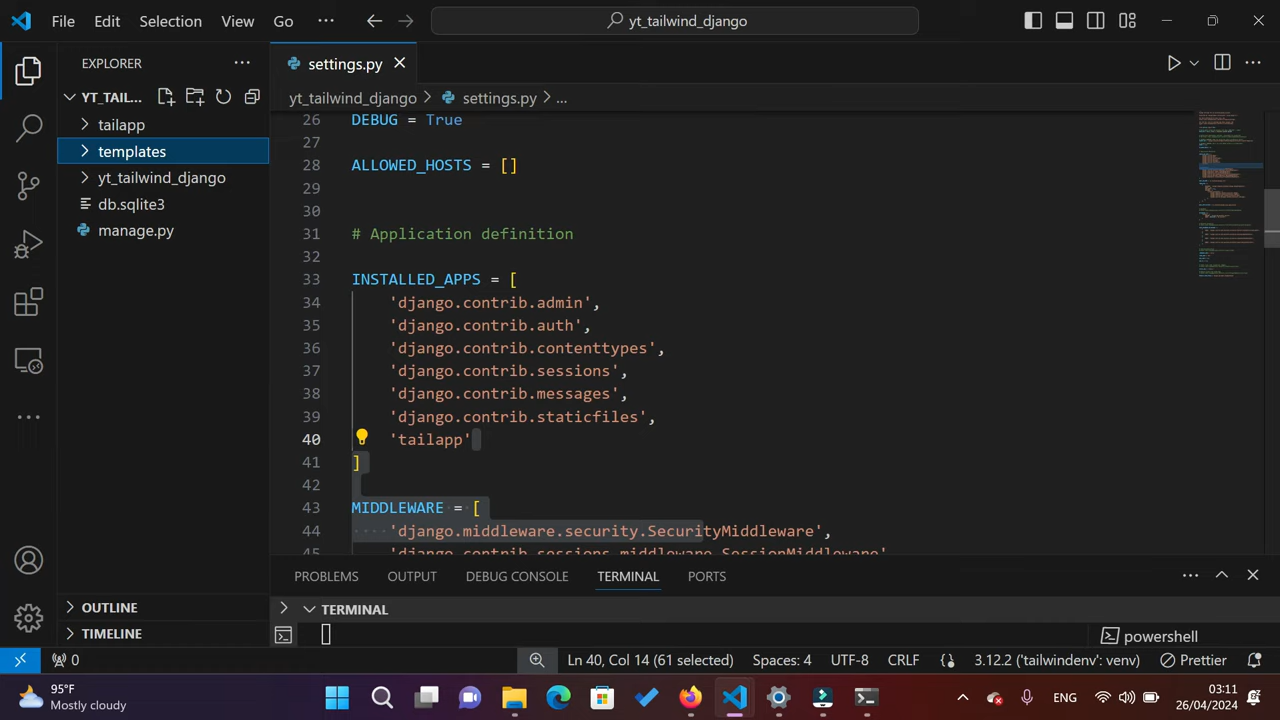 File Edit Selection View Go ··· yt_tailwind_django
EXPLORER ···
YT_TAIL...
tailapp
templates
yt_tailwind_django
db.sqlite3
manage.py
OUTLINE
TIMELINE
settings.py
yt_tailwind_django > settings.py > ...
26 DEBUG = True
27
28 ALLOWED_HOSTS = []
29
30
31 # Application definition
32
33 INSTALLED_APPS = [
34 'django.contrib.admin',
35 'django.contrib.auth',
36 'django.contrib.contenttypes',
37 'django.contrib.sessions',
38 'django.contrib.messages',
39 'django.contrib.staticfiles',
40 'tailapp'
41 ]
42
43 MIDDLEWARE = [
44 'django.middleware.security.SecurityMiddleware',
45 'django.contrib.sessions.middleware.SessionMiddleware'
PROBLEMS OUTPUT DEBUG CONSOLE TERMINAL PORTS
TERMINAL
powershell
0 Ln 40, Col 14 (61 selected) Spaces: 4 UTF-8 CRLF {} 3.12.2 ('tailwindenv': venv) Prettier
95°F
Mostly cloudy
ENG
03:11
26/04/2024